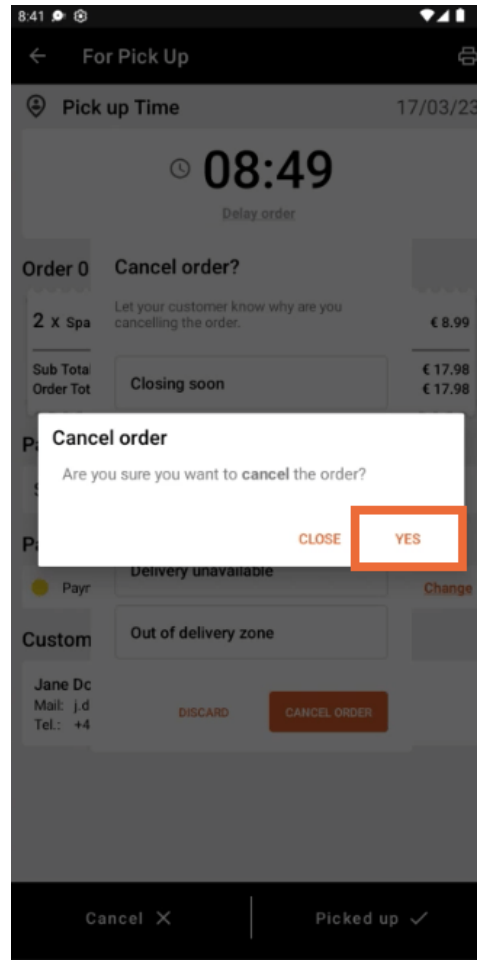 8:41
For Pick Up
Pick up Time 17/03/23
08:49
Delay order
Order 0
Cancel order?
Let your customer know why are you
cancelling the order.
2 X Spa € 8.99
Sub Tota € 17.98
Order Tot € 17.98
Closing soon
Cancel order
Are you sure you want to cancel the order?
CLOSE YES
Delivery unavailable
Payr Change
Out of delivery zone
Custom
Jane Do
Mail: j.d
Tel.: +4
DISCARD CANCEL ORDER
Cancel Picked up